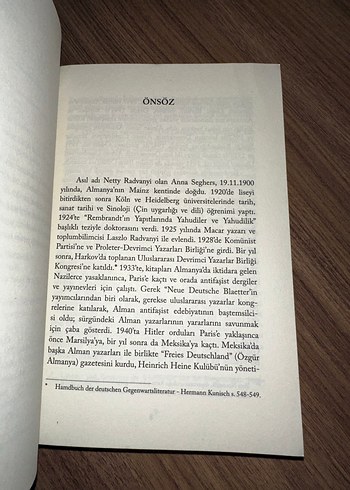 ÖNSÖZ
Asıl adı Netty Radvanyi olan Anna Seghers, 19.11.1900
yılında, Almanya'nın Mainz kentinde doğdu. 1920'de liseyi
bitirdikten sonra Köln ve Heidelberg üniversitelerinde tarih,
sanat tarihi ve Sinoloji (Çin uygarlığı ve dili) öğrenimi yaptı.
1924'te "Rembrandt'ın Yapıtlarında Yahudiler ve Yahudilik"
başlıklı teziyle doktorasını verdi. 1925 yılında Macar yazarı ve
toplumbilimcisi Laszlo Radvanyi ile evlendi. 1928'de Komünist
Partisi'ne ve Proleter-Devrimci Yazarları Birliği'ne girdi. Bir yıl
sonra, Harkov'da toplanan Uluslararası Devrimci Yazarlar Birliği
Kongresi'ne katıldı.* 1933'te, kitapları Almanya'da iktidara gelen
Nazilerce yasaklanınca, Paris'e kaçtı ve orada antifaşist dergiler
ve yayınevleri için çalıştı. Gerek "Neue Deutsche Blaetter'in
yayımcılarından biri olarak, gerekse uluslararası yazarlar kong-
relerine katılarak, Alman antifaşist edebiyatının baştemsilci-
si oldu; sürgündeki Alman yazarlarının yararlarını savunmak
için çaba gösterdi. 1940'ta Hitler orduları Paris'e yaklaşınca
önce Marsilya'ya, bir yıl sonra da Meksika'ya kaçtı. Meksika'da
başka Alman yazarları ile birlikte "Freies Deutschland" (Özgür
Almanya) gazetesini kurdu, Heinrich Heine Kulübü'nün yöneti-
* Hamdbuch der deutschen Gegenwartsliteratur – Hermann Kunisch s. 548-549.